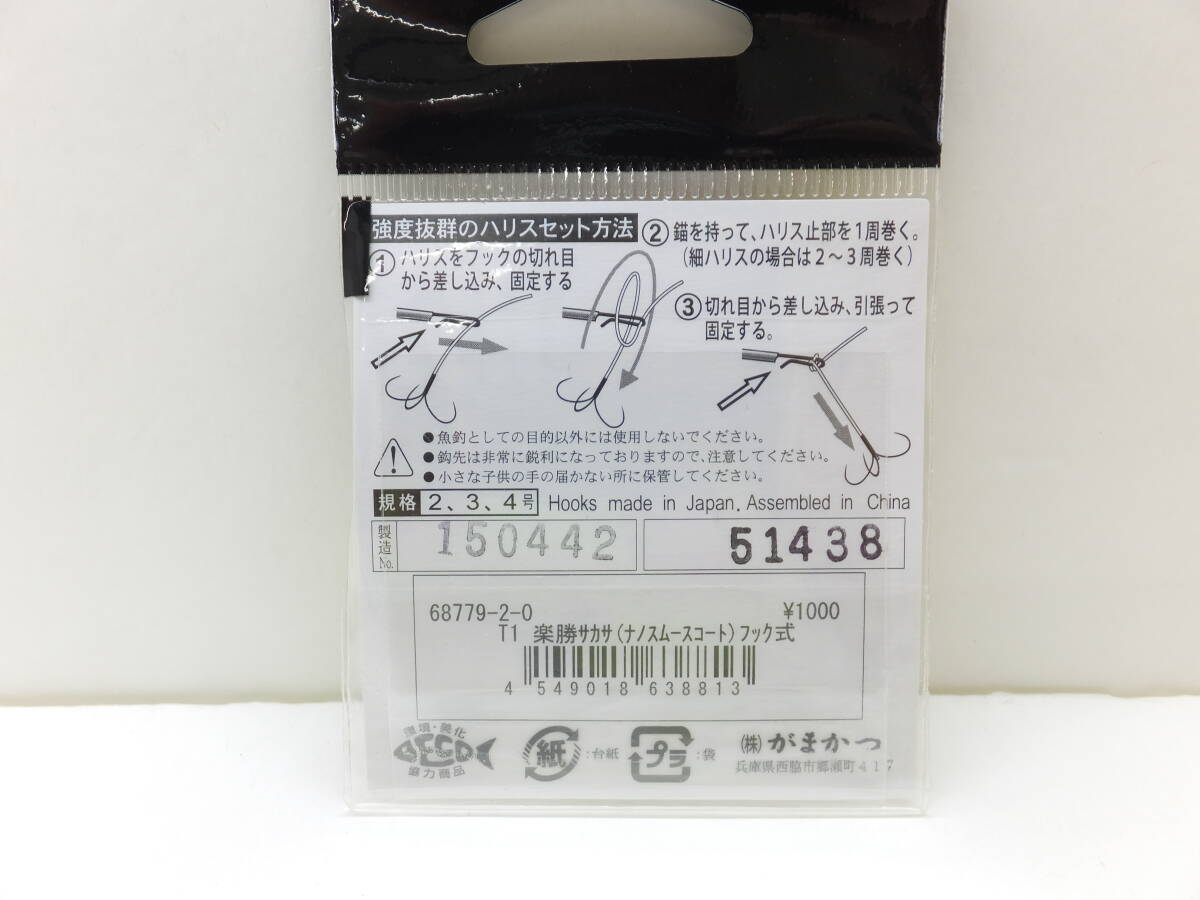 強度抜群のハリスセット方法
①ハリスをフックの切れ目
から差し込み、固定する
②錨を持って、ハリス止部を1周巻く。
(細ハリスの場合は2〜3周巻く)
③切れ目から差し込み、引張って
固定する。
●魚釣としての目的以外には使用しないでください。
●鈎先は非常に鋭利になっておりますので、注意してください。
●小さな子供の手の届かない所に保管してください。
規格 2、3、4号 Hooks made in Japan, Assembled in China
製造No. 150442 51438
68779-2-0 ¥1000
T1 楽勝サカサ(ナノスムースコート)フック式
4 549018 638813
環境・美化
協力商品
紙 :台紙 プラ :袋
(株)がまかつ
兵庫県西脇市郷瀬町417